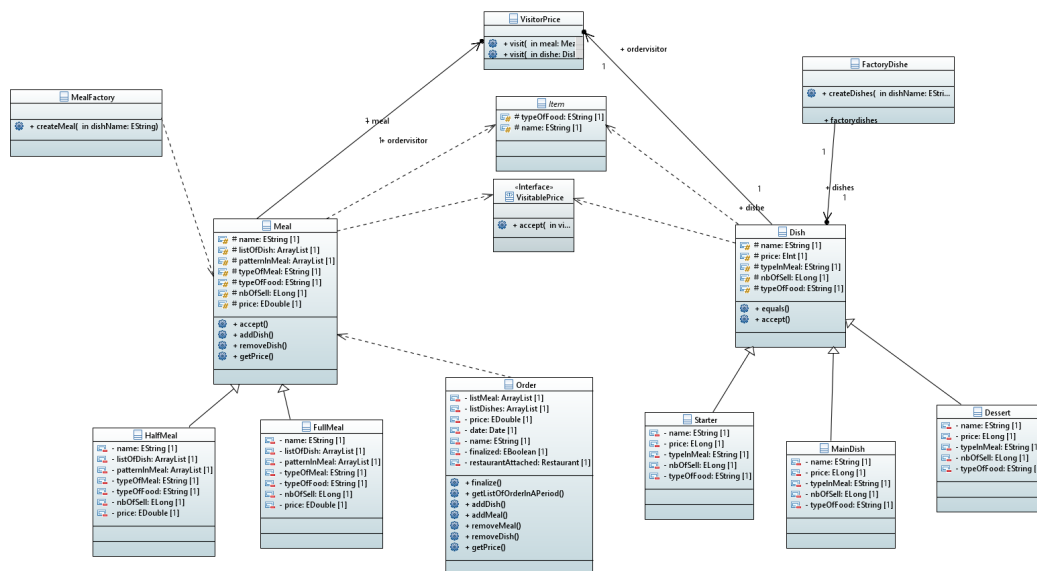 VisitorPrice
+ visit( in meal: Mea
+ visit( in dishe: Disl
+ ordervisitor
1
FactoryDishe
+ createDishes( in dishName: EStri...
+ factorydishes
1
+ dishes
1
MealFactory
+ createMeal( in dishName: EString)
Item
# typeOfFood: EString [1]
# name: EString [1]
+ meal
1
+ ordervisitor
«Interface»
VisitablePrice
+ accept( in vi...
1
+ dishe
Meal
# name: EString [1]
# listOfDish: ArrayList [1]
# patternInMeal: ArrayList [1]
# typeOfMeal: EString [1]
# typeOfFood: EString [1]
# nbOfSell: ELong [1]
# price: EDouble [1]
+ accept()
+ addDish()
+ removeDish()
+ getPrice()
Dish
# name: EString [1]
# price: EInt [1]
# typeInMeal: EString [1]
# nbOfSell: ELong [1]
# typeOfFood: EString [1]
+ equals()
+ accept()
Order
- listMeal: ArrayList [1]
- listDishes: ArrayList [1]
- price: EDouble [1]
- date: Date [1]
- name: EString [1]
- finalized: EBoolean [1]
- restaurantAttached: Restaurant [1]
+ finalize()
+ getListOfOrderInAPeriod()
+ addDish()
+ addMeal()
+ removeMeal()
+ removeDish()
+ getPrice()
HalfMeal
- name: EString [1]
- listOfDish: ArrayList [1]
- patternInMeal: ArrayList [1]
- typeOfMeal: EString [1]
- typeOfFood: EString [1]
- nbOfSell: ELong [1]
- price: EDouble [1]
FullMeal
- name: EString [1]
- listOfDish: ArrayList [1]
- patternInMeal: ArrayList [1]
- typeOfMeal: EString [1]
- typeOfFood: EString [1]
- nbOfSell: ELong [1]
- price: EDouble [1]
Starter
- name: EString [1]
- price: ELong [1]
- typeInMeal: EString [1]
- nbOfSell: ELong [1]
- typeOfFood: EString [1]
MainDish
- name: EString [1]
- price: ELong [1]
- typeInMeal: EString [1]
- nbOfSell: ELong [1]
- typeOfFood: EString [1]
Dessert
- name: EString [1]
- price: ELong [1]
- typeInMeal: EString [1]
- nbOfSell: ELong [1]
- typeOfFood: EString [1]